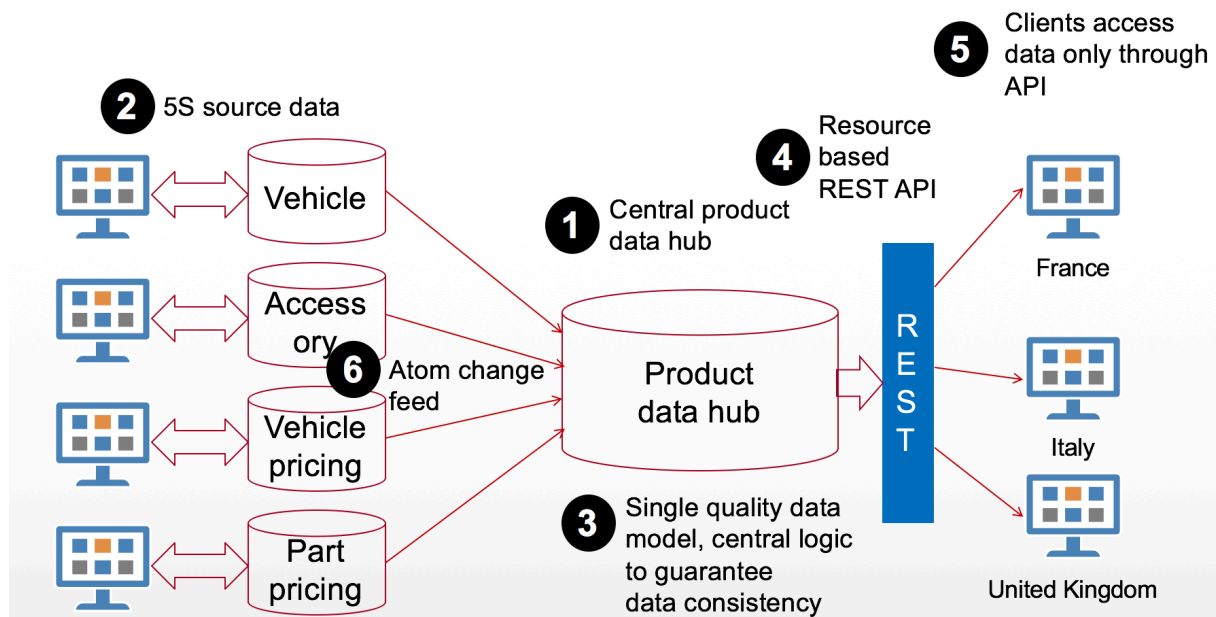 5
Clients access
data only through
API
2
5S source data
4
Resource
based
REST API
Vehicle
1
Central product
data hub
France
Access
ory
6
Atom change
feed
Product
data hub
R
E
S
T
Vehicle
pricing
Italy
3
Single quality data
model, central logic
to guarantee
data consistency
Part
pricing
United Kingdom